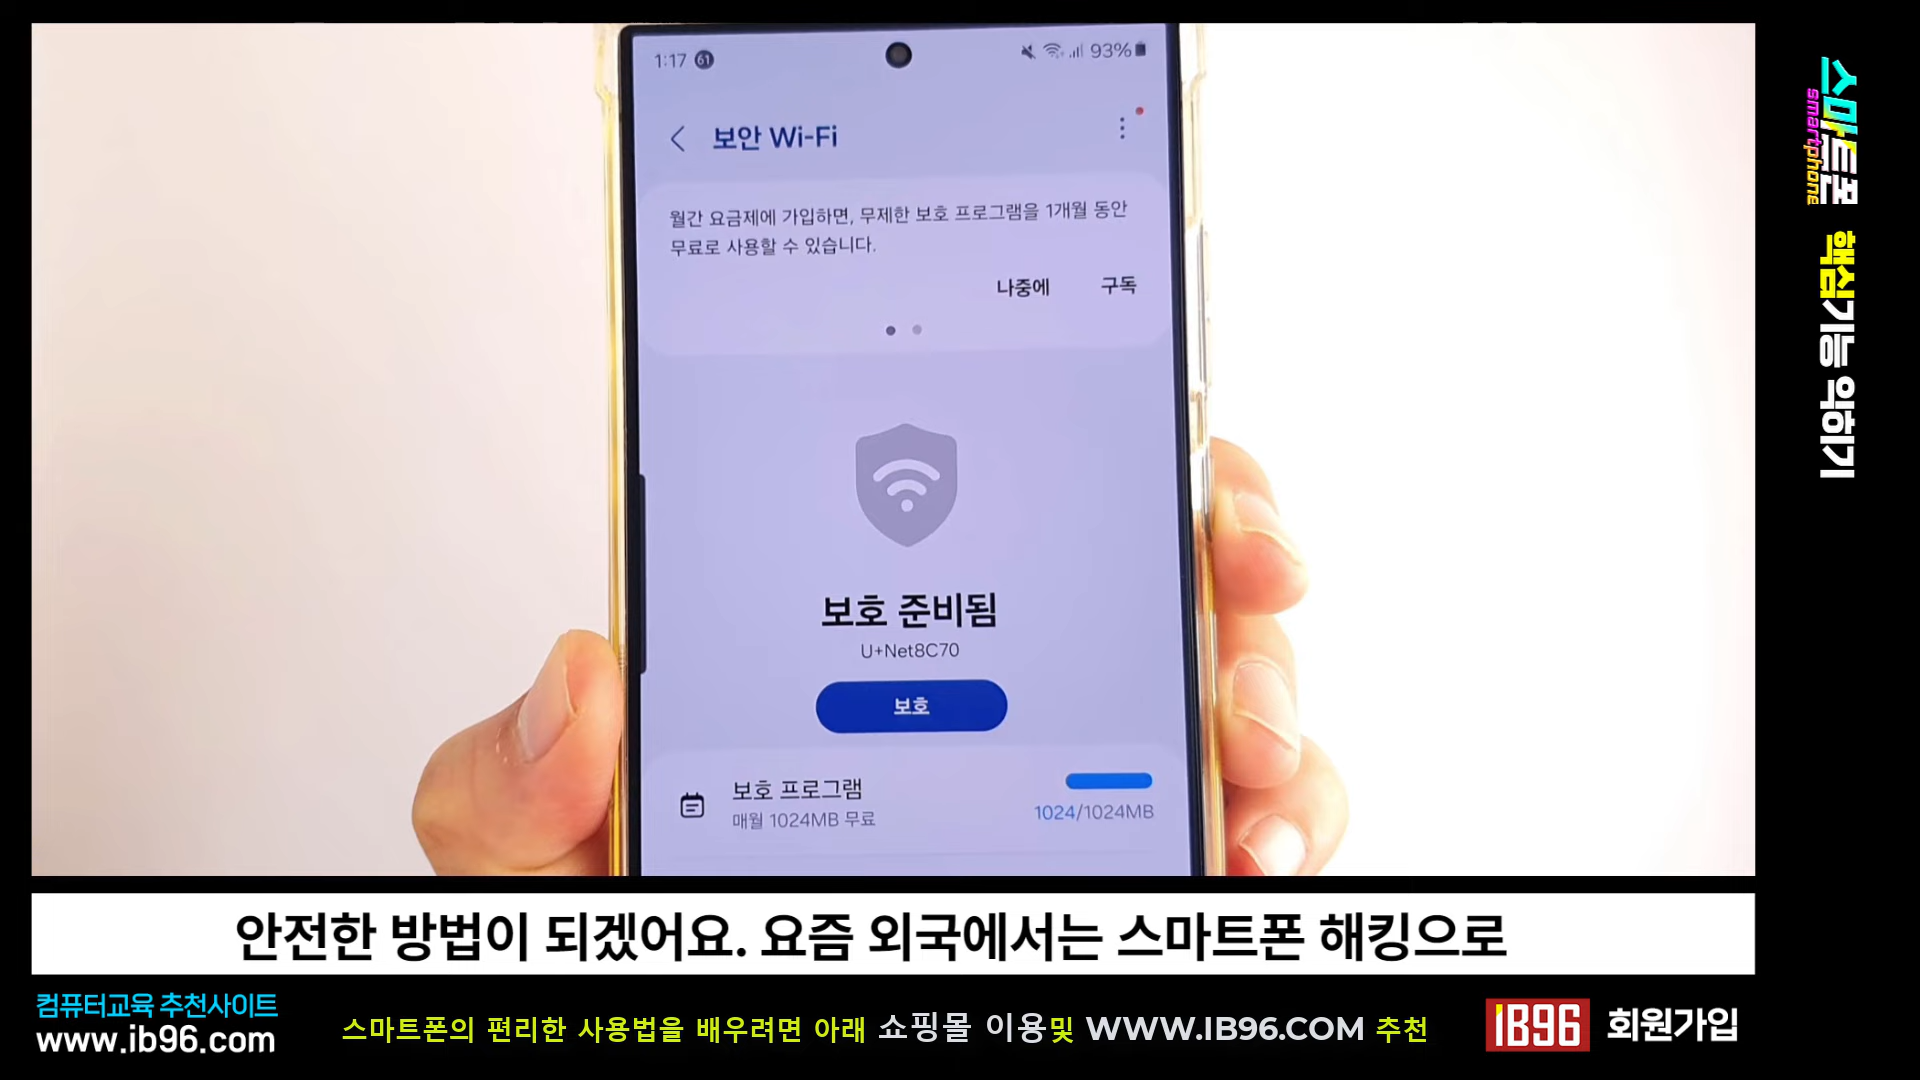 1:17 61
93%
보안 Wi-Fi
월간 요금제에 가입하면, 무제한 보호 프로그램을 1개월 동안
무료로 사용할 수 있습니다.
나중에 구독
보호 준비됨
U+Net8C70
보호
보호 프로그램
매월 1024MB 무료
1024/1024MB
스마트폰 핵심기능 익히기
smartphone
안전한 방법이 되겠어요. 요즘 외국에서는 스마트폰 해킹으로
컴퓨터교육 추천사이트
www.ib96.com
스마트폰의 편리한 사용법을 배우려면 아래 쇼핑몰 이용및 WWW.IB96.COM 추천
IB96 회원가입